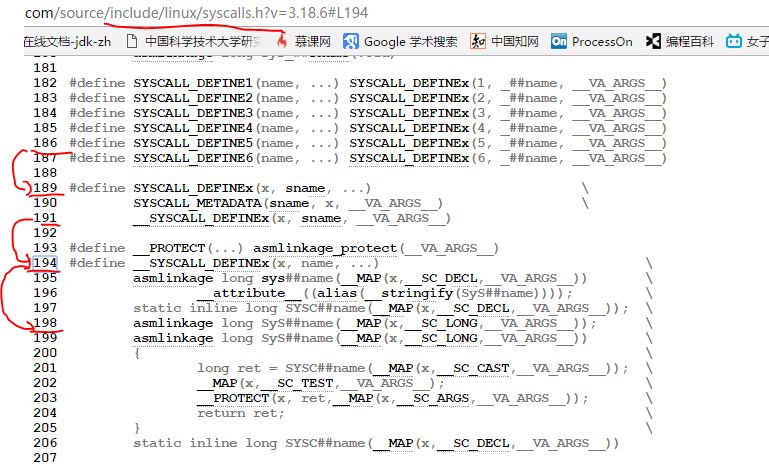 com/source/include/linux/syscalls.h?v=3.18.6#L194
在线文档-jdk-zh 中国科学技术大学研究 慕课网 Google 学术搜索 中国知网 ProcessOn 编程百科 女子
181
182 #define SYSCALL_DEFINE1(name, ...) SYSCALL_DEFINEx(1, _##name, __VA_ARGS__)
183 #define SYSCALL_DEFINE2(name, ...) SYSCALL_DEFINEx(2, _##name, __VA_ARGS__)
184 #define SYSCALL_DEFINE3(name, ...) SYSCALL_DEFINEx(3, _##name, __VA_ARGS__)
185 #define SYSCALL_DEFINE4(name, ...) SYSCALL_DEFINEx(4, _##name, __VA_ARGS__)
186 #define SYSCALL_DEFINE5(name, ...) SYSCALL_DEFINEx(5, _##name, __VA_ARGS__)
187 #define SYSCALL_DEFINE6(name, ...) SYSCALL_DEFINEx(6, _##name, __VA_ARGS__)
188
189 #define SYSCALL_DEFINEx(x, sname, ...) \
190 SYSCALL_METADATA(sname, x, __VA_ARGS__) \
191 __SYSCALL_DEFINEx(x, sname, __VA_ARGS__)
192
193 #define __PROTECT(...) asmlinkage_protect(__VA_ARGS__)
194 #define __SYSCALL_DEFINEx(x, name, ...) \
195 asmlinkage long sys##name(__MAP(x,__SC_DECL,__VA_ARGS__)) \
196 __attribute__((alias(__stringify(SyS##name)))); \
197 static inline long SYSC##name(__MAP(x,__SC_DECL,__VA_ARGS__)); \
198 asmlinkage long SyS##name(__MAP(x,__SC_LONG,__VA_ARGS__)); \
199 asmlinkage long SyS##name(__MAP(x,__SC_LONG,__VA_ARGS__)) \
200 { \
201 long ret = SYSC##name(__MAP(x,__SC_CAST,__VA_ARGS__)); \
202 __MAP(x,__SC_TEST,__VA_ARGS__); \
203 __PROTECT(x, ret,__MAP(x,__SC_ARGS,__VA_ARGS__)); \
204 return ret; \
205 } \
206 static inline long SYSC##name(__MAP(x,__SC_DECL,__VA_ARGS__))
207